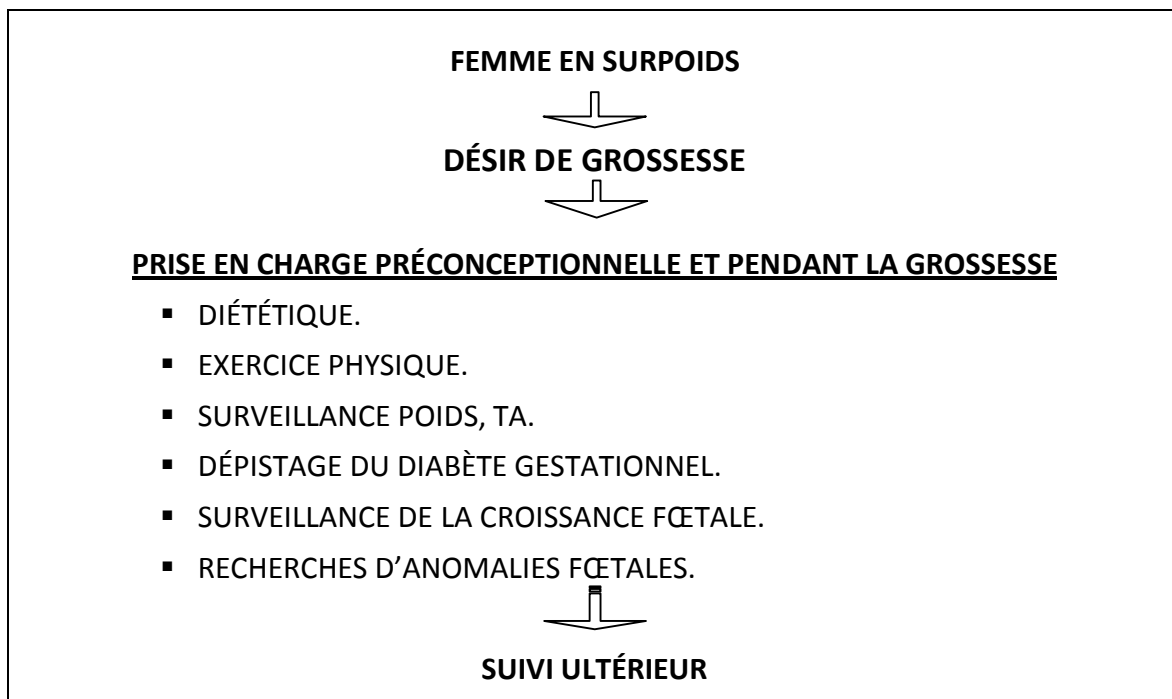 FEMME EN SURPOIDS
DÉSIR DE GROSSESSE
PRISE EN CHARGE PRÉCONCEPTIONNELLE ET PENDANT LA GROSSESSE
▪ DIÉTÉTIQUE.
▪ EXERCICE PHYSIQUE.
▪ SURVEILLANCE POIDS, TA.
▪ DÉPISTAGE DU DIABÈTE GESTATIONNEL.
▪ SURVEILLANCE DE LA CROISSANCE FŒTALE.
▪ RECHERCHES D’ANOMALIES FŒTALES.
SUIVI ULTÉRIEUR